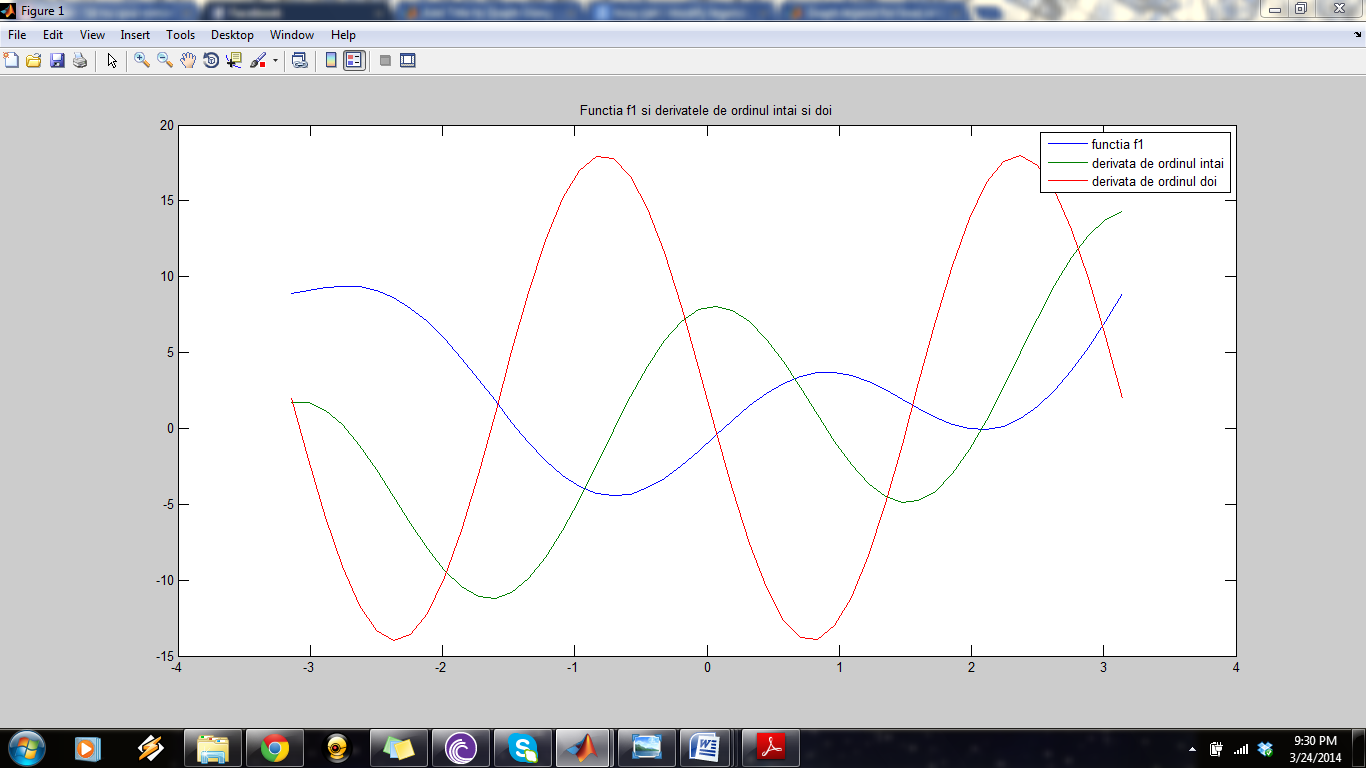 Figure 1
File Edit View Insert Tools Desktop Window Help
Functia f1 si derivatele de ordinul intai si doi
functia f1
derivata de ordinul intai
derivata de ordinul doi
20
15
10
5
0
-5
-10
-15
-4 -3 -2 -1 0 1 2 3 4
9:30 PM
3/24/2014